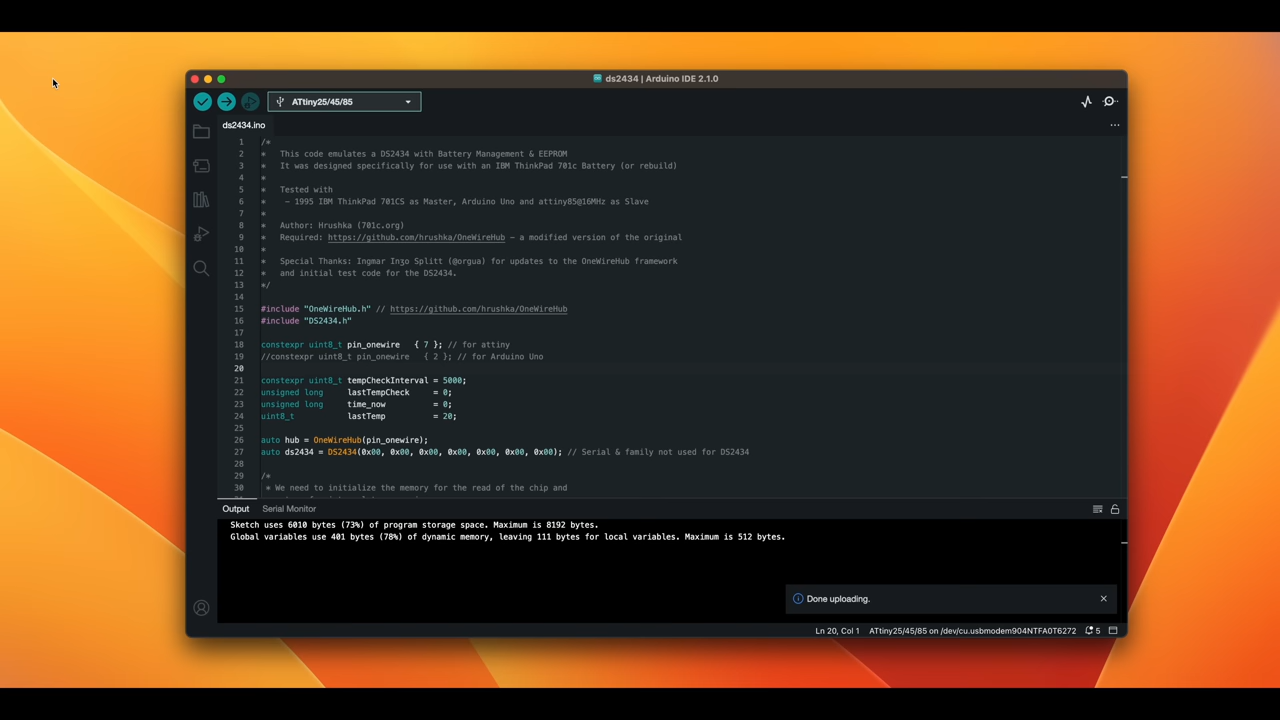 ds2434 | Arduino IDE 2.1.0
ATtiny25/45/85
ds2434.ino
1 /*
2 * This code emulates a DS2434 with Battery Management & EEPROM
3 * It was designed specifically for use with an IBM ThinkPad 701c Battery (or rebuild)
4 *
5 * Tested with
6 * - 1995 IBM ThinkPad 701CS as Master, Arduino Uno and attiny85@16MHz as Slave
7 *
8 * Author: Hrushka (701c.org)
9 * Required: https://github.com/hrushka/OneWireHub - a modified version of the original
10 *
11 * Special Thanks: Ingmar Inʒo Splitt (@orgua) for updates to the OneWireHub framework
12 * and initial test code for the DS2434.
13 */
14
15 #include "OneWireHub.h" // https://github.com/hrushka/OneWireHub
16 #include "DS2434.h"
17
18 constexpr uint8_t pin_onewire { 7 }; // for attiny
19 //constexpr uint8_t pin_onewire { 2 }; // for Arduino Uno
20
21 constexpr uint8_t tempCheckInterval = 5000;
22 unsigned long lastTempCheck = 0;
23 unsigned long time_now = 0;
24 uint8_t lastTemp = 20;
25
26 auto hub = OneWireHub(pin_onewire);
27 auto ds2434 = DS2434(0x00, 0x00, 0x00, 0x00, 0x00, 0x00, 0x00); // Serial & family not used for DS2434
28
29 /*
30 * We need to initialize the memory for the read of the chip and
Output Serial Monitor
Sketch uses 6010 bytes (73%) of program storage space. Maximum is 8192 bytes.
Global variables use 401 bytes (78%) of dynamic memory, leaving 111 bytes for local variables. Maximum is 512 bytes.
Done uploading.
Ln 20, Col 1 ATtiny25/45/85 on /dev/cu.usbmodem904NTFA0T6272 5